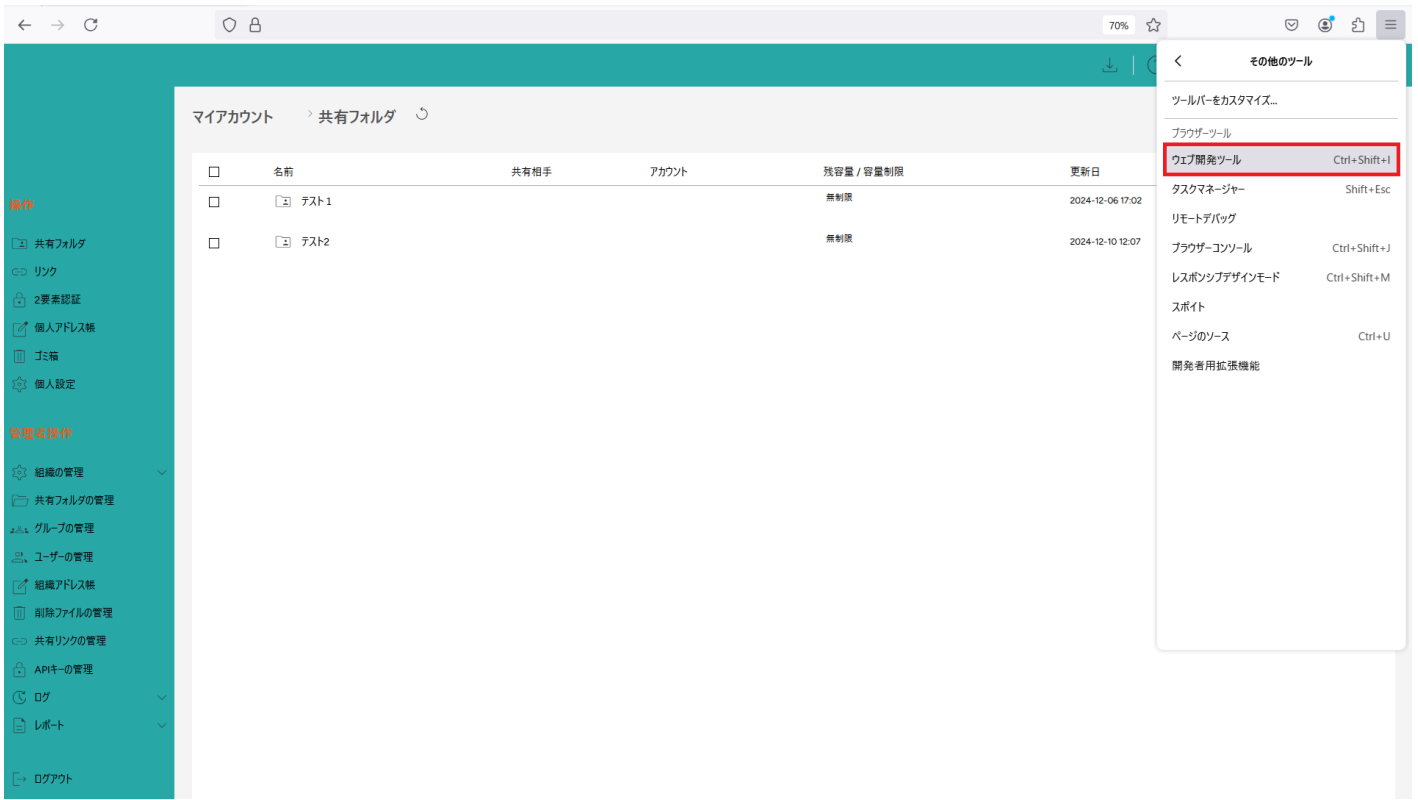 70%
その他のツール
ツールバーをカスタマイズ...
ブラウザーツール
ウェブ開発ツール Ctrl+Shift+I
タスクマネージャー Shift+Esc
リモートデバッグ
ブラウザーコンソール Ctrl+Shift+J
レスポンシブデザインモード Ctrl+Shift+M
スポイト
ページのソース Ctrl+U
開発者用拡張機能
マイアカウント > 共有フォルダ
名前 共有相手 アカウント 残容量 / 容量制限 更新日
テスト1 無制限 2024-12-06 17:02
テスト2 無制限 2024-12-10 12:07
操作
共有フォルダ
リンク
2要素認証
個人アドレス帳
ゴミ箱
個人設定
管理者操作
組織の管理
共有フォルダの管理
グループの管理
ユーザーの管理
組織アドレス帳
削除ファイルの管理
共有リンクの管理
APIキーの管理
ログ
レポート
ログアウト